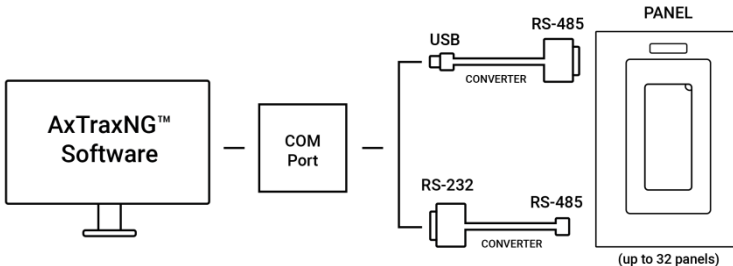 PANEL
USB
RS-485
CONVERTER
AxTraxNG™
Software
COM
Port
RS-232
RS-485
CONVERTER
(up to 32 panels)